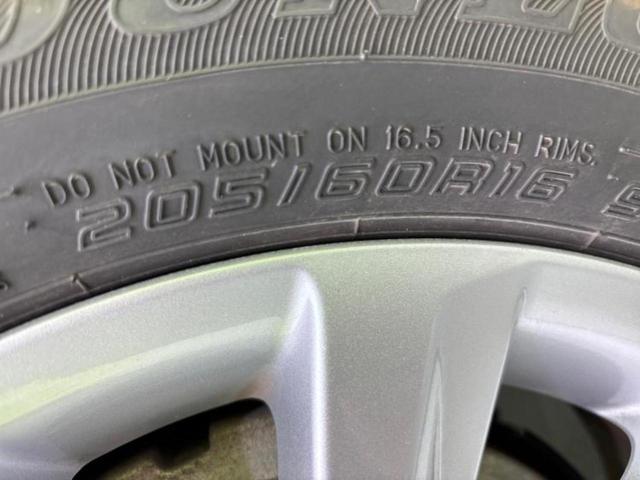 DO NOT MOUNT ON 16.5 INCH RIMS.
205/60R16